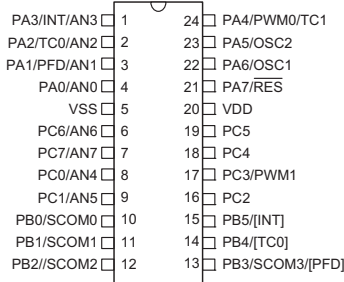 PA3/INT/AN3 1 24 PA4/PWM0/TC1
PA2/TC0/AN2 2 23 PA5/OSC2
PA1/PFD/AN1 3 22 PA6/OSC1
PA0/AN0 4 21 PA7/RES
VSS 5 20 VDD
PC6/AN6 6 19 PC5
PC7/AN7 7 18 PC4
PC0/AN4 8 17 PC3/PWM1
PC1/AN5 9 16 PC2
PB0/SCOM0 10 15 PB5/[INT]
PB1/SCOM1 11 14 PB4/[TC0]
PB2//SCOM2 12 13 PB3/SCOM3/[PFD]